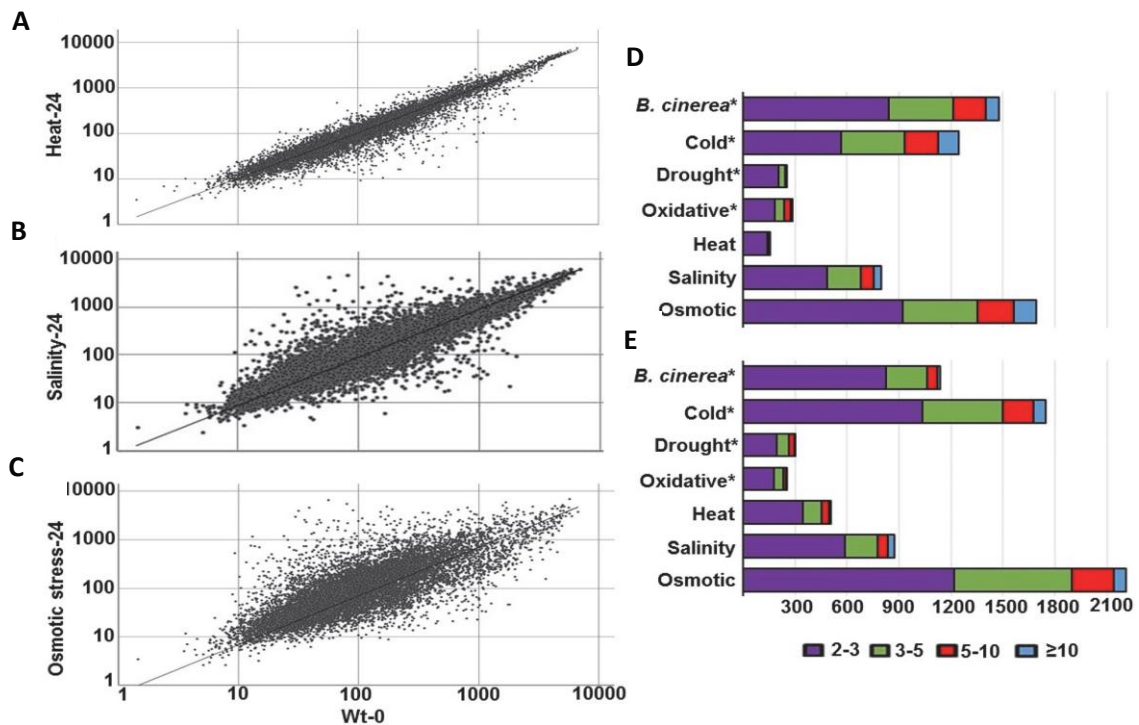 A
10000
1000
100
10
1
Heat-24
B
10000
1000
100
10
1
Salinity-24
C
10000
1000
100
10
1
Osmotic stress-24
1 10 100 1000 10000
Wt-0
D
B. cinerea*
Cold*
Drought*
Oxidative*
Heat
Salinity
Osmotic
E
B. cinerea*
Cold*
Drought*
Oxidative*
Heat
Salinity
Osmotic
300 600 900 1200 1500 1800 2100
2-3 3-5 5-10 ≥10